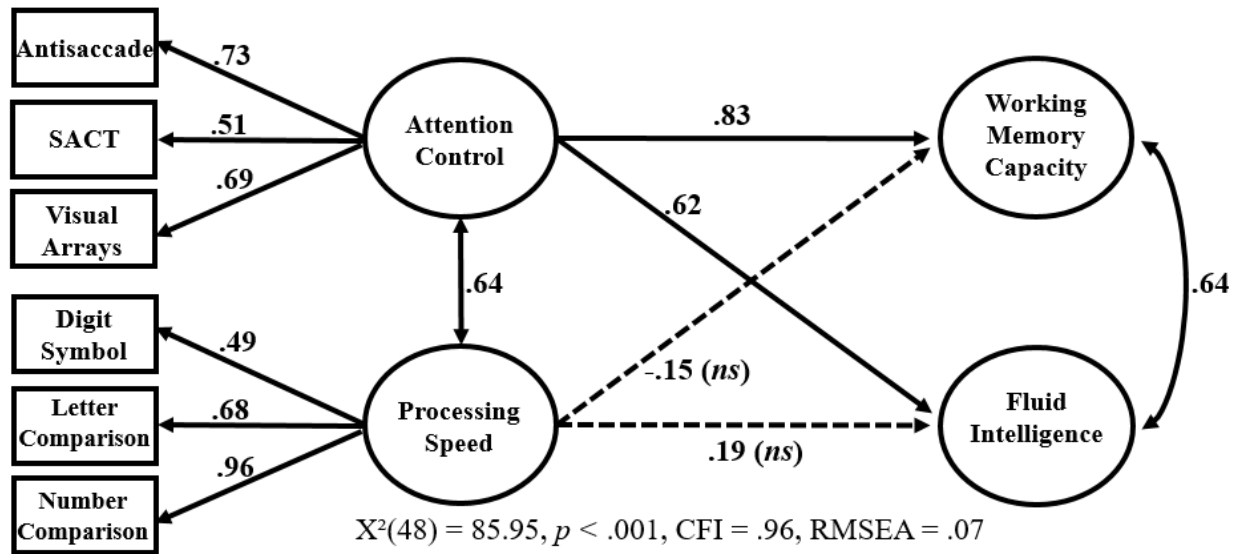 Antisaccade
.73
SACT
.51
Visual
Arrays
.69
Attention
Control
.83
Working
Memory
Capacity
.62
.64
.64
Digit
Symbol
.49
Letter
Comparison
.68
Number
Comparison
.96
Processing
Speed
-.15 (ns)
.19 (ns)
Fluid
Intelligence
X²(48) = 85.95, p < .001, CFI = .96, RMSEA = .07